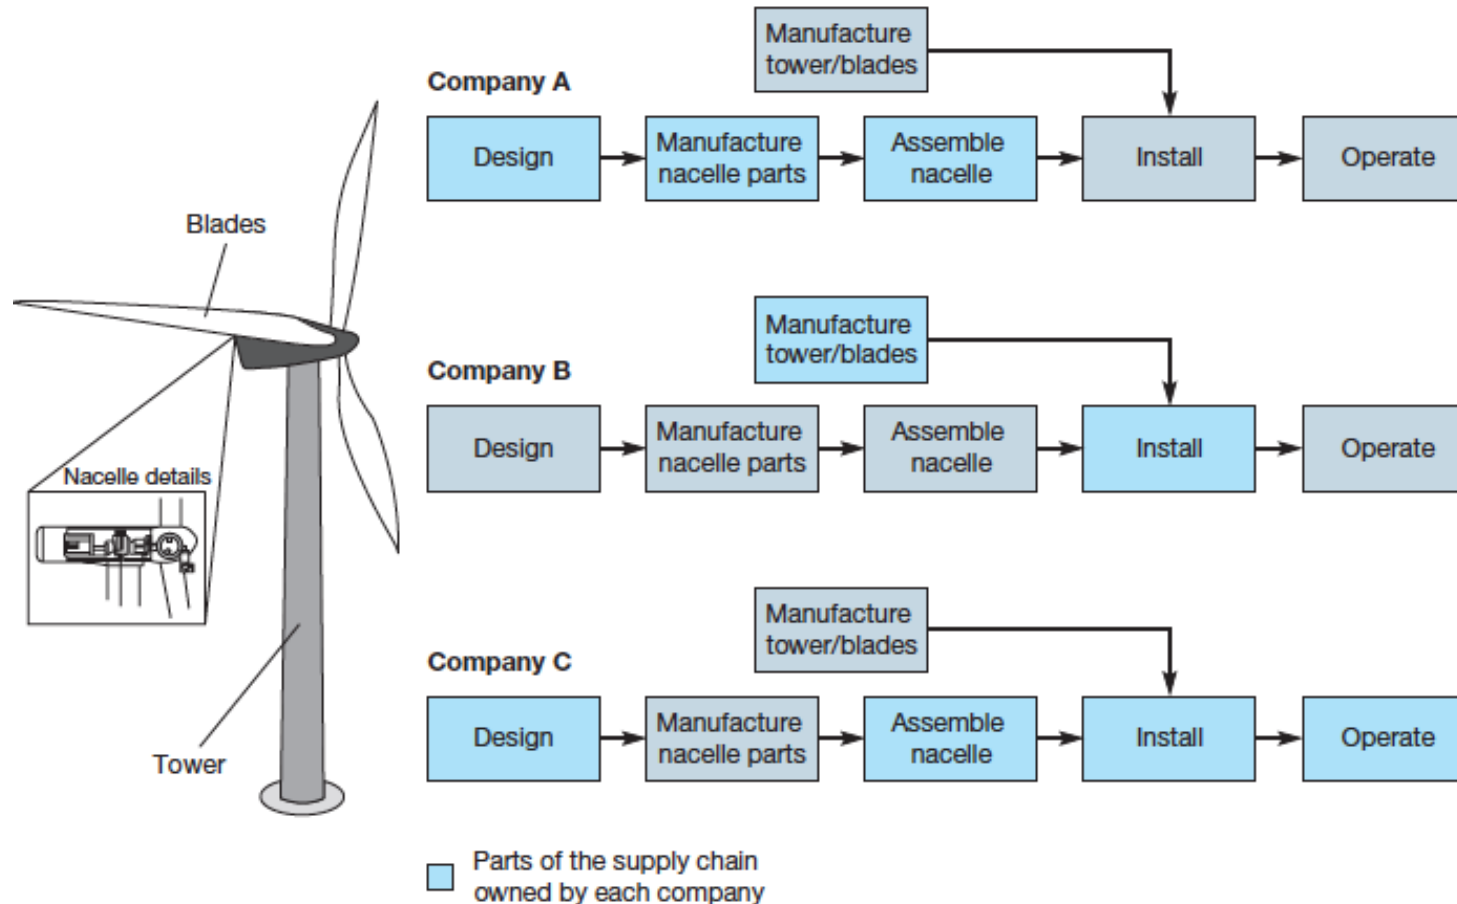 Blades
Nacelle details
Tower
Manufacture
tower/blades
Company A
Design
Manufacture
nacelle parts
Assemble
nacelle
Install
Operate
Manufacture
tower/blades
Company B
Design
Manufacture
nacelle parts
Assemble
nacelle
Install
Operate
Manufacture
tower/blades
Company C
Design
Manufacture
nacelle parts
Assemble
nacelle
Install
Operate
Parts of the supply chain
owned by each company